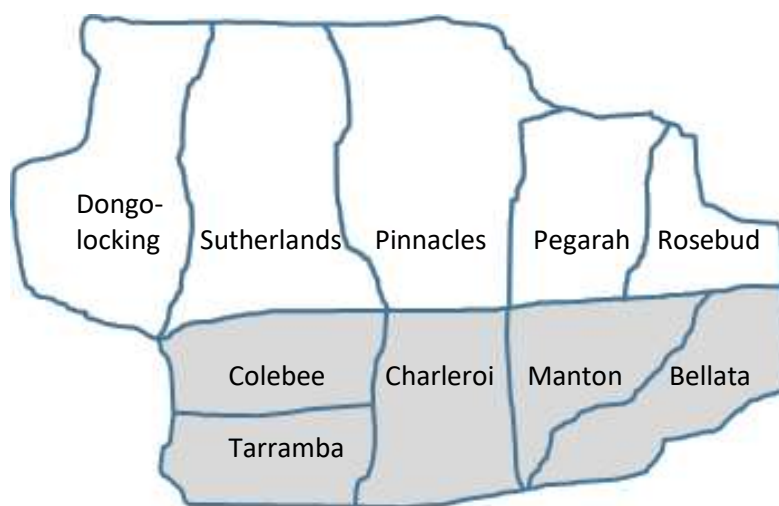 Dongo-
locking
Sutherlands
Pinnacles
Pegarah
Rosebud
Colebee
Charleroi
Manton
Bellata
Tarramba